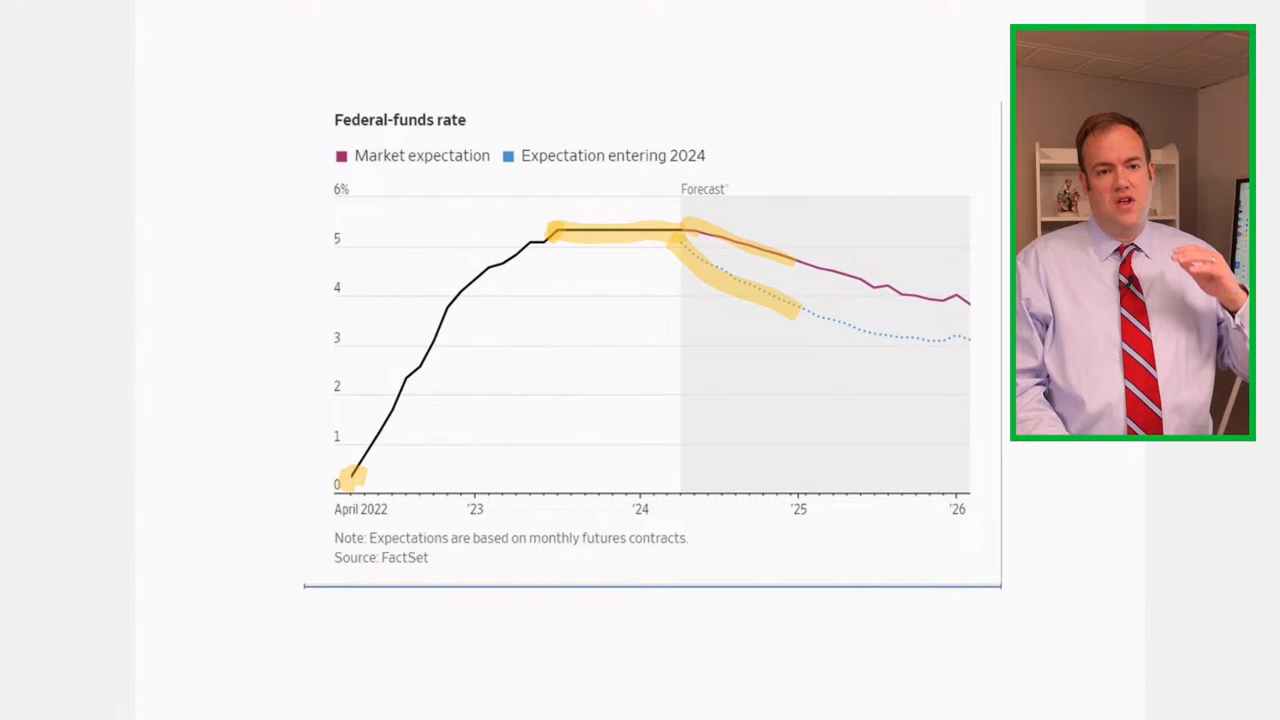 Federal-funds rate
Market expectation Expectation entering 2024
6% Forecast*
5
4
3
2
1
0
April 2022 '23 '24 '25 '26
Note: Expectations are based on monthly futures contracts.
Source: FactSet